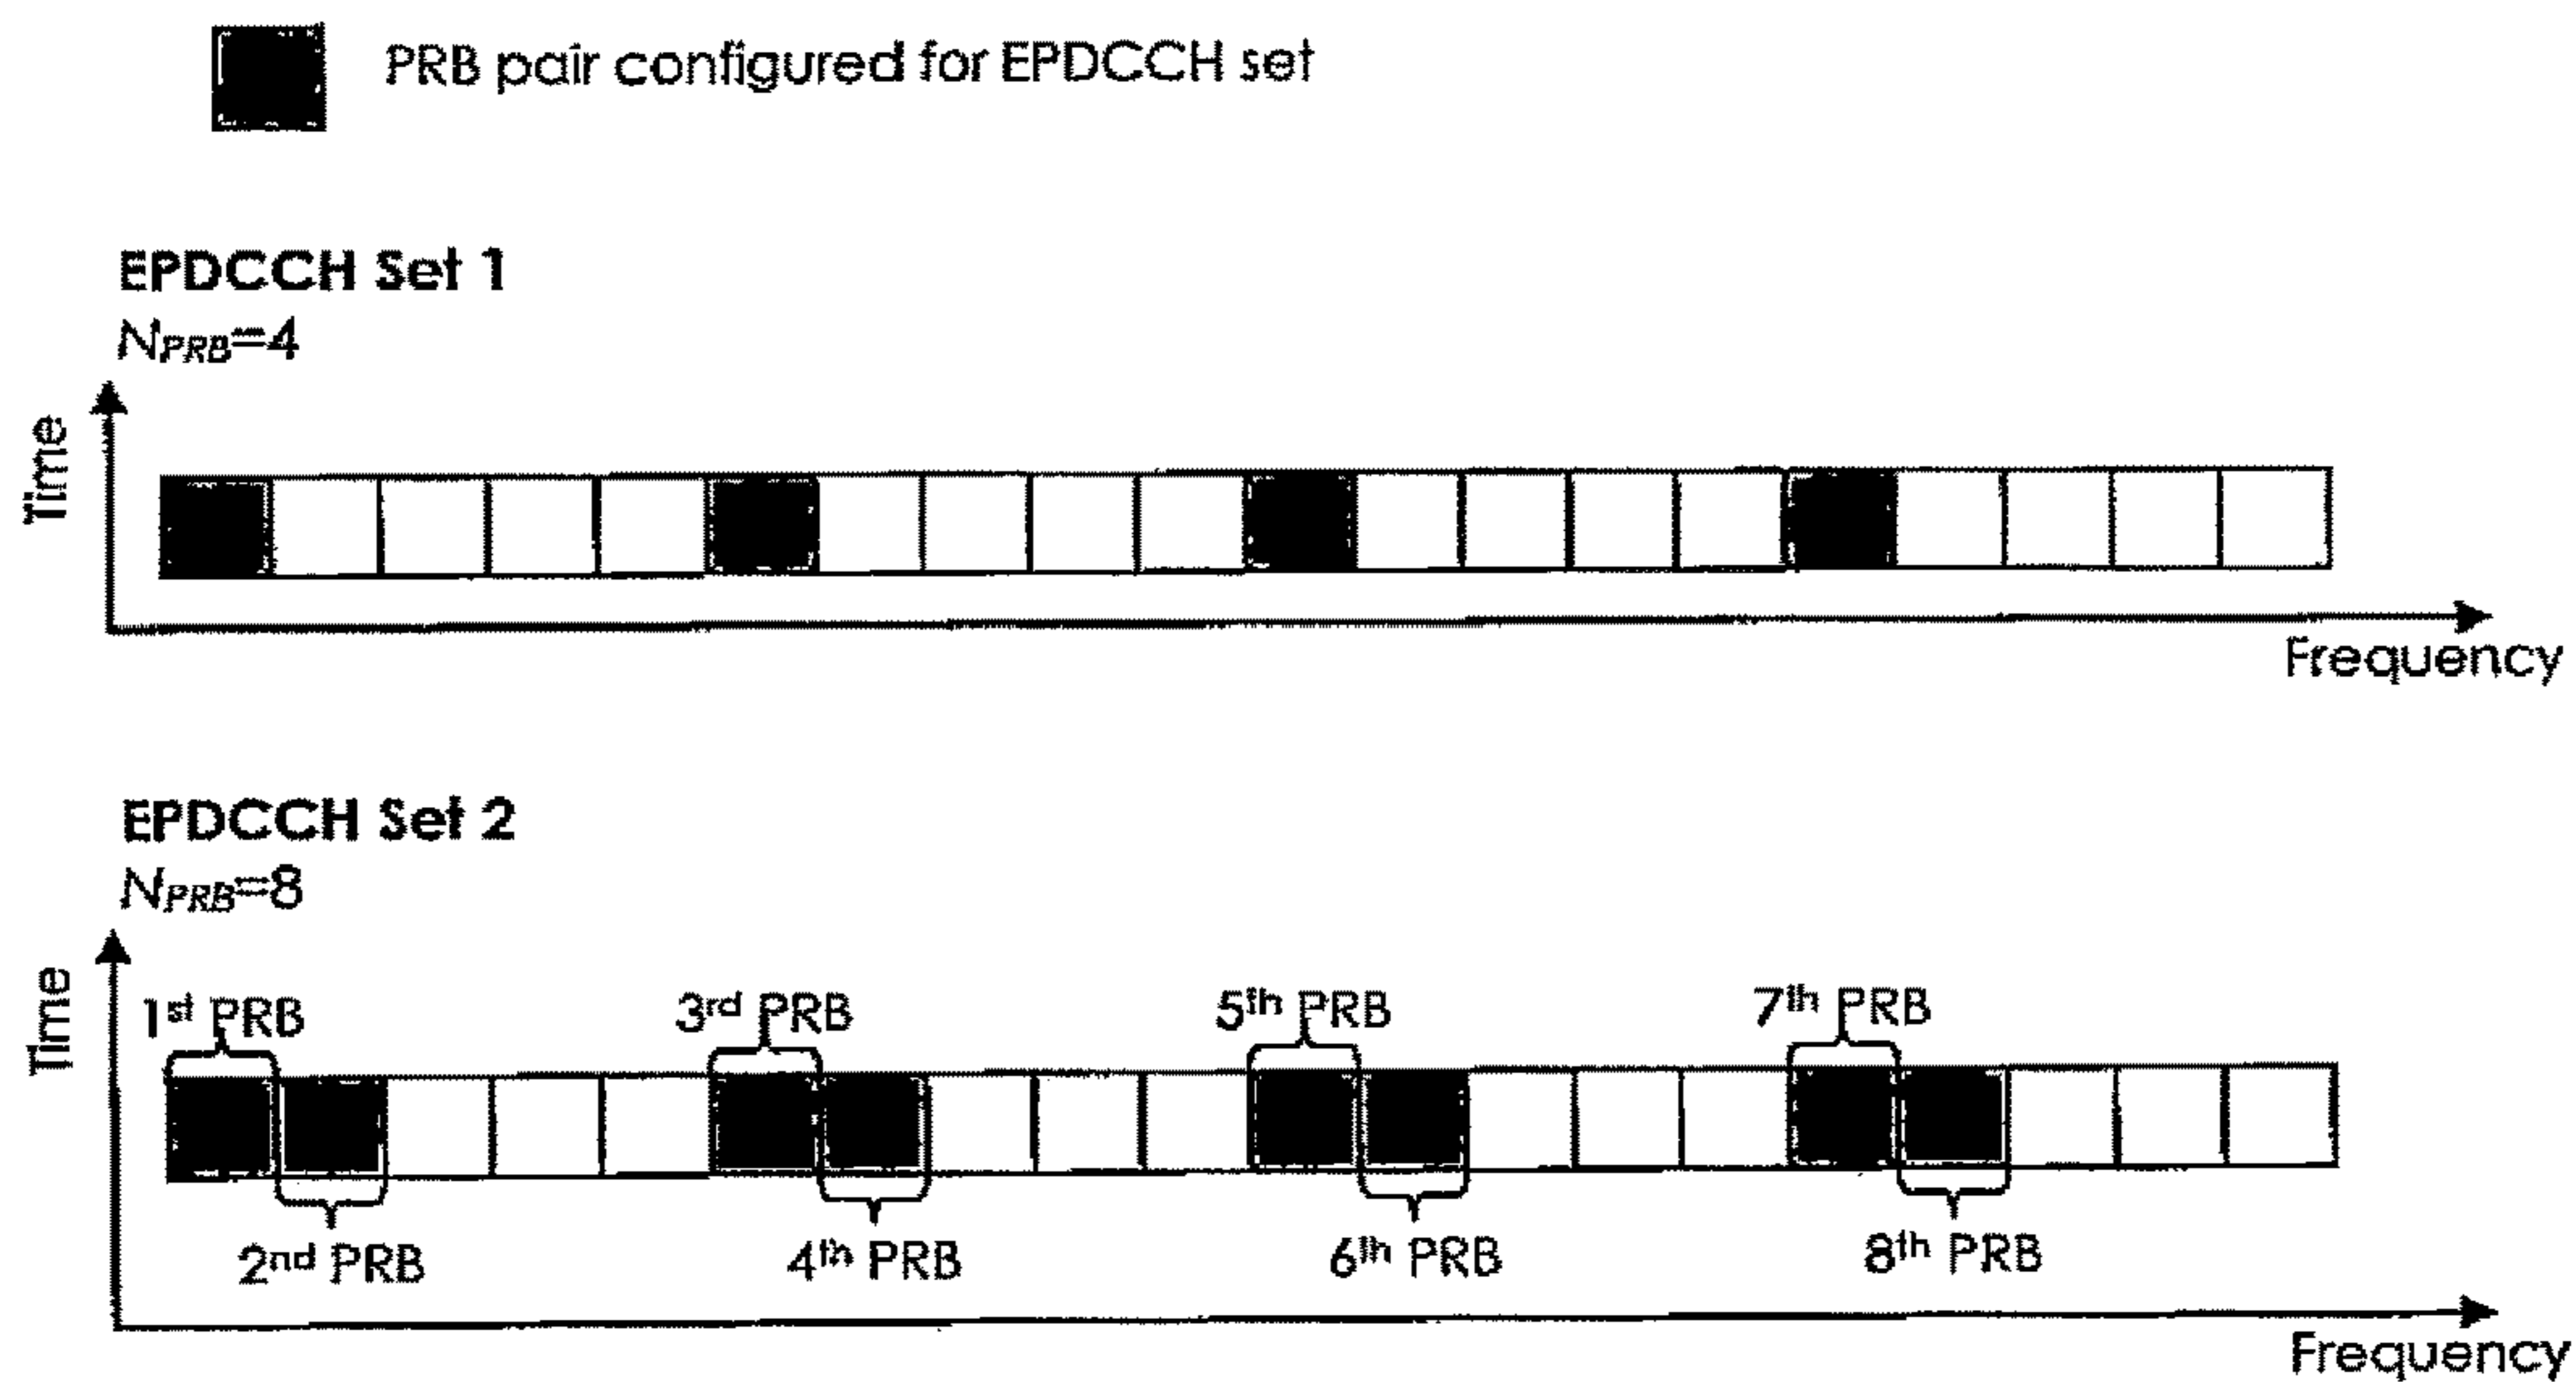 PRB pair configured for EPDCCH set
EPDCCH Set 1
NPRB=4
Time
Frequency
EPDCCH Set 2
NPRB=8
Time
1st PRB
3rd PRB
5th PRB
7th PRB
2nd PRB
4th PRB
6th PRB
8th PRB
Frequency